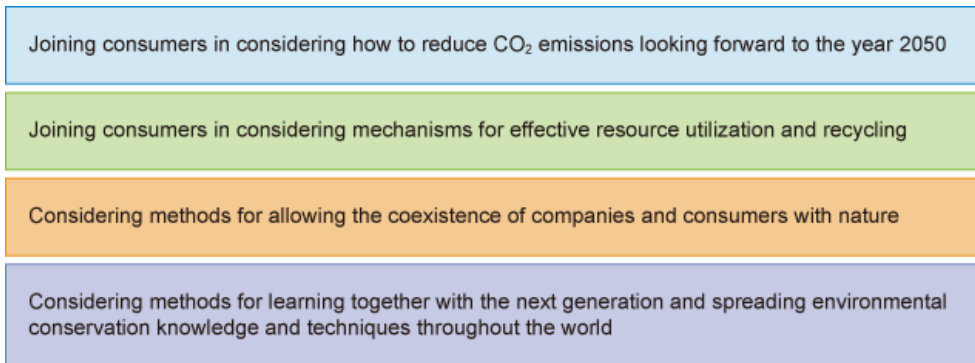 Joining consumers in considering how to reduce CO₂ emissions looking forward to the year 2050
Joining consumers in considering mechanisms for effective resource utilization and recycling
Considering methods for allowing the coexistence of companies and consumers with nature
Considering methods for learning together with the next generation and spreading environmental
conservation knowledge and techniques throughout the world